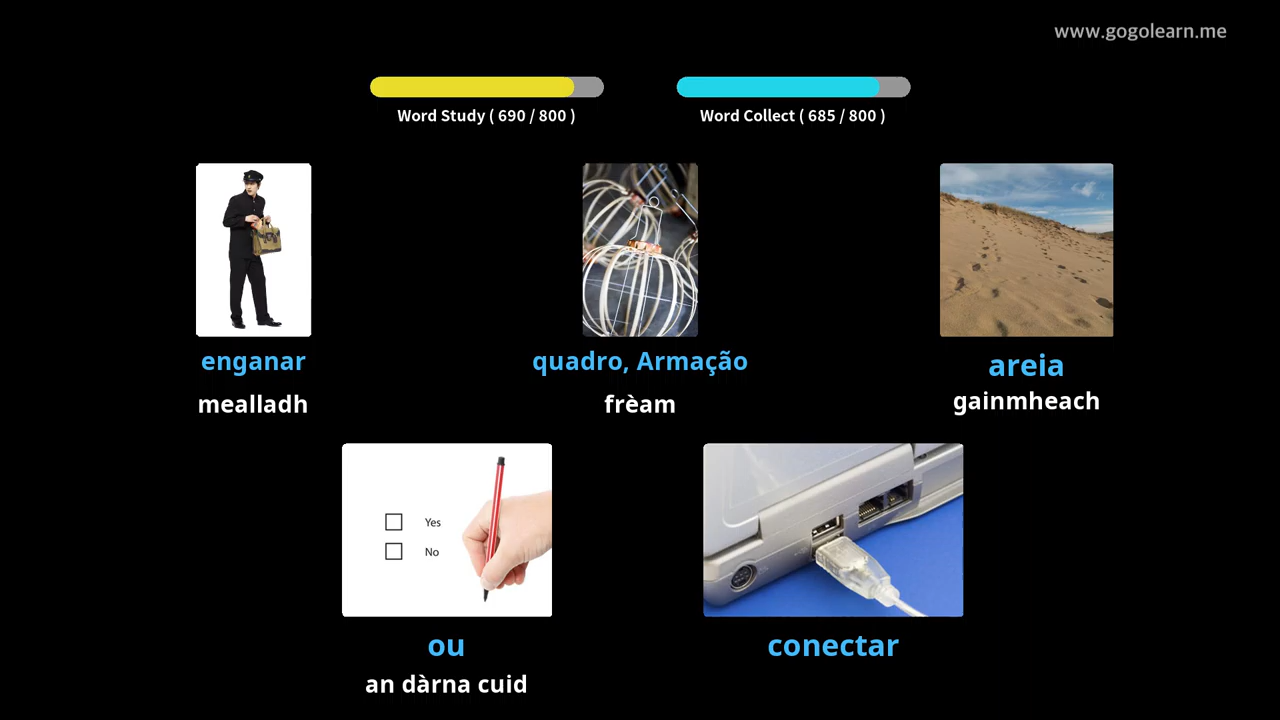 www.gogolearn.me
Word Study ( 690 / 800 )
Word Collect ( 685 / 800 )
enganar
mealladh
quadro, Armação
frèam
areia
gainmheach
Yes
No
ou
an dàrna cuid
conectar